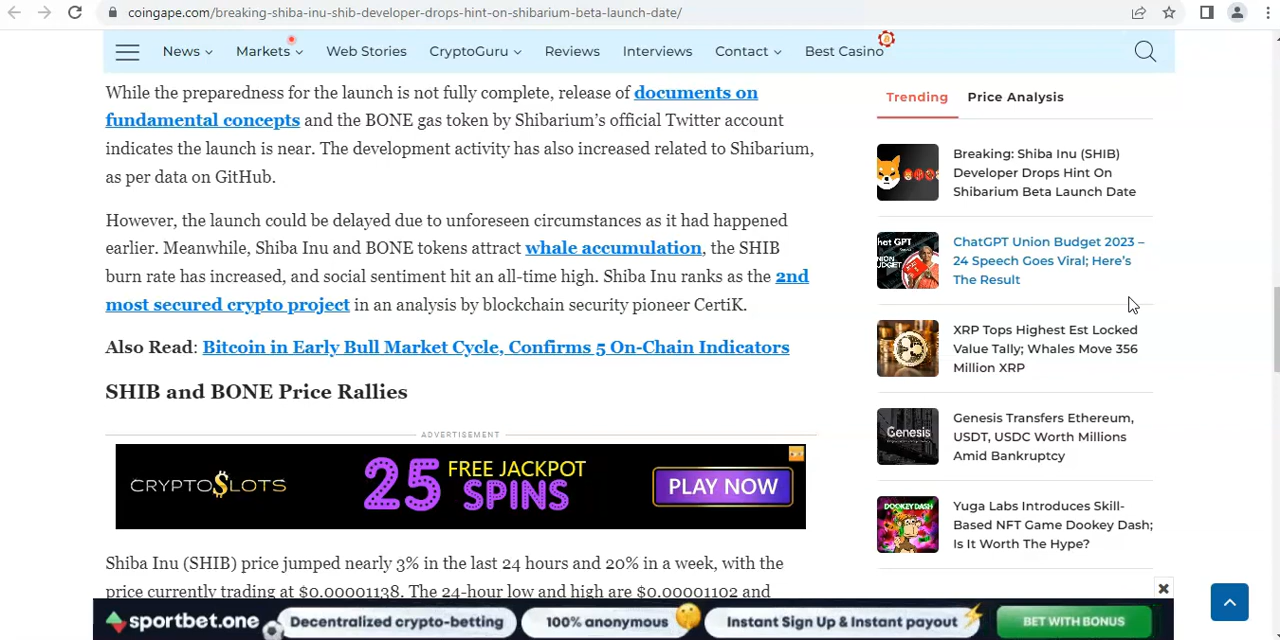 coingape.com/breaking-shiba-inu-shib-developer-drops-hint-on-shibarium-beta-launch-date/
News Markets Web Stories CryptoGuru Reviews Interviews Contact Best Casino
While the preparedness for the launch is not fully complete, release of documents on
fundamental concepts and the BONE gas token by Shibarium's official Twitter account
indicates the launch is near. The development activity has also increased related to Shibarium,
as per data on GitHub.
However, the launch could be delayed due to unforeseen circumstances as it had happened
earlier. Meanwhile, Shiba Inu and BONE tokens attract whale accumulation, the SHIB
burn rate has increased, and social sentiment hit an all-time high. Shiba Inu ranks as the 2nd
most secured crypto project in an analysis by blockchain security pioneer CertiK.
Also Read: Bitcoin in Early Bull Market Cycle, Confirms 5 On-Chain Indicators
SHIB and BONE Price Rallies
ADVERTISEMENT
CRYPTOSLOTS
25 FREE JACKPOT
SPINS
PLAY NOW
Shiba Inu (SHIB) price jumped nearly 3% in the last 24 hours and 20% in a week, with the
price currently trading at $0.00001138. The 24-hour low and high are $0.00001102 and
Trending Price Analysis
Breaking: Shiba Inu (SHIB)
Developer Drops Hint On
Shibarium Beta Launch Date
ChatGPT Union Budget 2023 –
24 Speech Goes Viral; Here's
The Result
XRP Tops Highest Est Locked
Value Tally; Whales Move 356
Million XRP
Genesis
Genesis Transfers Ethereum,
USDT, USDC Worth Millions
Amid Bankruptcy
DOOKEY DASH
Yuga Labs Introduces Skill-
Based NFT Game Dookey Dash;
Is It Worth The Hype?
sportbet.one Decentralized crypto-betting 100% anonymous Instant Sign Up & Instant payout BET WITH BONUS